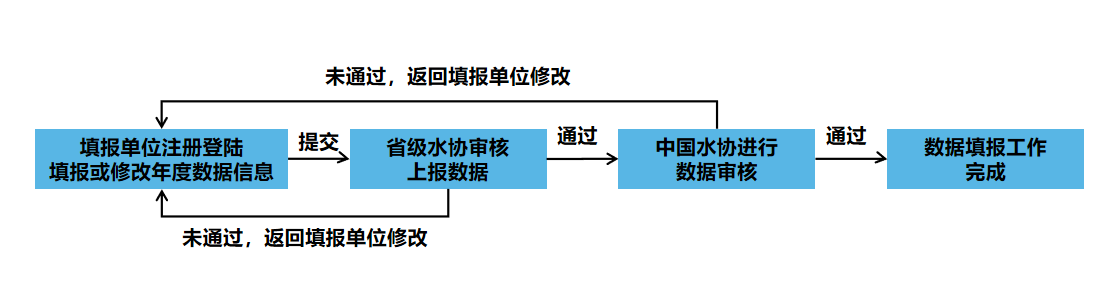 未通过，返回填报单位修改
填报单位注册登陆
填报或修改年度数据信息
提交
省级水协审核
上报数据
通过
中国水协进行
数据审核
通过
数据填报工作
完成
未通过，返回填报单位修改